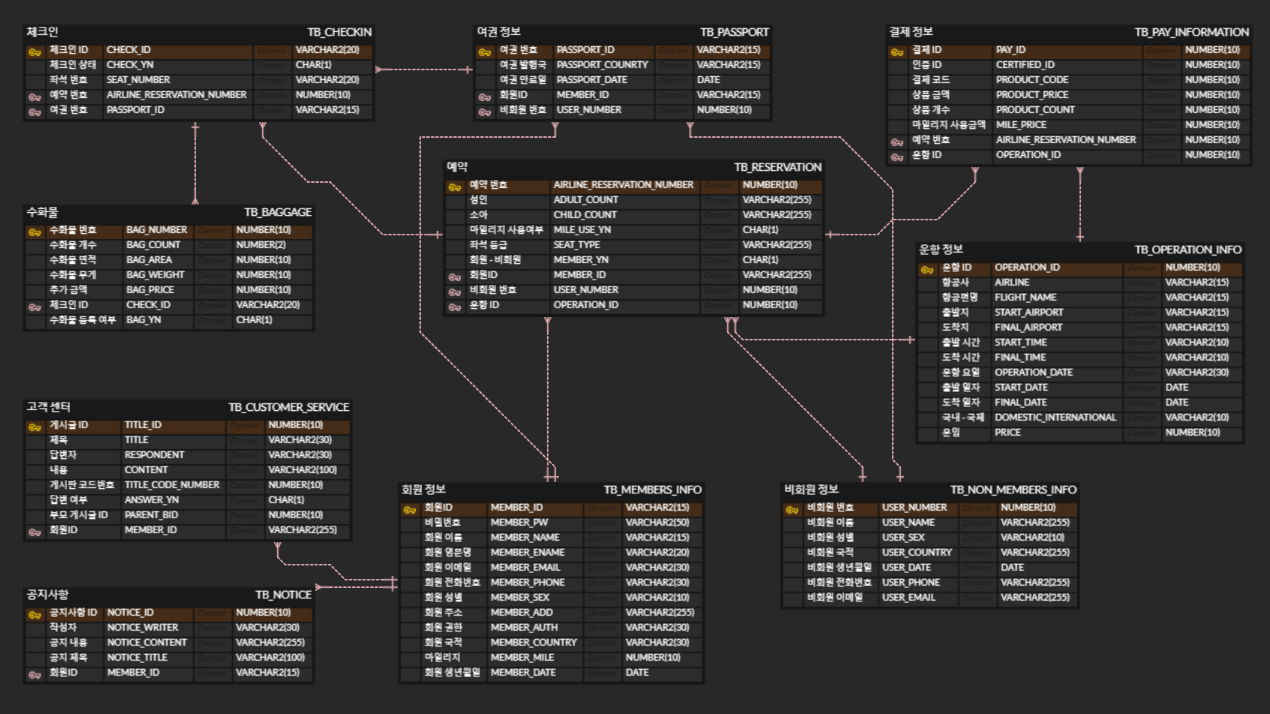 체크인 TB_CHECKIN
체크인 ID CHECK_ID Domain VARCHAR2(20)
체크인 상태 CHECK_YN Domain CHAR(1)
좌석 번호 SEAT_NUMBER Domain VARCHAR2(20)
예약 번호 AIRLINE_RESERVATION_NUMBER Domain NUMBER(10)
여권 번호 PASSPORT_ID Domain VARCHAR2(15)
여권 정보 TB_PASSPORT
여권 번호 PASSPORT_ID Domain VARCHAR2(15)
여권 발행국 PASSPORT_COUNRTY Domain VARCHAR2(15)
여권 만료일 PASSPORT_DATE Domain DATE
회원ID MEMBER_ID Domain VARCHAR2(15)
비회원 번호 USER_NUMBER Domain NUMBER(10)
결제 정보 TB_PAY_INFORMATION
결제 ID PAY_ID Domain NUMBER(10)
인증 ID CERTIFIED_ID Domain NUMBER(10)
결제 코드 PRODUCT_CODE Domain NUMBER(10)
상품 금액 PRODUCT_PRICE Domain NUMBER(10)
상품 개수 PRODUCT_COUNT Domain NUMBER(10)
마일리지 사용금액 MILE_PRICE Domain NUMBER(10)
예약 번호 AIRLINE_RESERVATION_NUMBER Domain NUMBER(10)
운항 ID OPERATION_ID Domain NUMBER(10)
예약 TB_RESERVATION
예약 번호 AIRLINE_RESERVATION_NUMBER Domain NUMBER(10)
성인 ADULT_COUNT Domain VARCHAR2(255)
소아 CHILD_COUNT Domain VARCHAR2(255)
마일리지 사용여부 MILE_USE_YN Domain CHAR(1)
좌석 등급 SEAT_TYPE Domain VARCHAR2(255)
회원 - 비회원 MEMBER_YN Domain CHAR(1)
회원ID MEMBER_ID Domain VARCHAR2(255)
비회원 번호 USER_NUMBER Domain NUMBER(10)
운항 ID OPERATION_ID Domain NUMBER(10)
수화물 TB_BAGGAGE
수화물 번호 BAG_NUMBER Domain NUMBER(10)
수화물 개수 BAG_COUNT Domain NUMBER(2)
수화물 면적 BAG_AREA Domain NUMBER(10)
수화물 무게 BAG_WEIGHT Domain NUMBER(10)
추가 금액 BAG_PRICE Domain NUMBER(10)
체크인 ID CHECK_ID Domain VARCHAR2(20)
수화물 등록 여부 BAG_YN Domain CHAR(1)
운항 정보 TB_OPERATION_INFO
운항 ID OPERATION_ID Domain NUMBER(10)
항공사 AIRLINE Domain VARCHAR2(15)
항공편명 FLIGHT_NAME Domain VARCHAR2(15)
출발지 START_AIRPORT Domain VARCHAR2(15)
도착지 FINAL_AIRPORT Domain VARCHAR2(15)
출발 시간 START_TIME Domain VARCHAR2(10)
도착 시간 FINAL_TIME Domain VARCHAR2(10)
운항 요일 OPERATION_DATE Domain VARCHAR2(30)
출발 일자 START_DATE Domain DATE
도착 일자 FINAL_DATE Domain DATE
국내 - 국제 DOMESTIC_INTERNATIONAL Domain VARCHAR2(10)
운임 PRICE Domain NUMBER(10)
고객 센터 TB_CUSTOMER_SERVICE
게시글 ID TITLE_ID Domain NUMBER(10)
제목 TITLE Domain VARCHAR2(30)
답변자 RESPONDENT Domain VARCHAR2(30)
내용 CONTENT Domain VARCHAR2(100)
게시판 코드번호 TITLE_CODE_NUMBER Domain NUMBER(10)
답변 여부 ANSWER_YN Domain CHAR(1)
부모 게시글 ID PARENT_BID Domain NUMBER(10)
회원ID MEMBER_ID Domain VARCHAR2(255)
회원 정보 TB_MEMBERS_INFO
회원ID MEMBER_ID Domain VARCHAR2(15)
비밀번호 MEMBER_PW Domain VARCHAR2(50)
회원 이름 MEMBER_NAME Domain VARCHAR2(15)
회원 영문명 MEMBER_ENAME Domain VARCHAR2(20)
회원 이메일 MEMBER_EMAIL Domain VARCHAR2(30)
회원 전화번호 MEMBER_PHONE Domain VARCHAR2(30)
회원 성별 MEMBER_SEX Domain VARCHAR2(10)
회원 주소 MEMBER_ADD Domain VARCHAR2(255)
회원 권한 MEMBER_AUTH Domain VARCHAR2(30)
회원 국적 MEMBER_COUNTRY Domain VARCHAR2(30)
마일리지 MEMBER_MILE Domain NUMBER(10)
회원 생년월일 MEMBER_DATE Domain DATE
비회원 정보 TB_NON_MEMBERS_INFO
비회원 번호 USER_NUMBER Domain NUMBER(10)
비회원 이름 USER_NAME Domain VARCHAR2(255)
비회원 성별 USER_SEX Domain VARCHAR2(10)
비회원 국적 USER_COUNTRY Domain VARCHAR2(255)
비회원 생년월일 USER_DATE Domain DATE
비회원 전화번호 USER_PHONE Domain VARCHAR2(255)
비회원 이메일 USER_EMAIL Domain VARCHAR2(255)
공지사항 TB_NOTICE
공지사항 ID NOTICE_ID Domain NUMBER(10)
작성자 NOTICE_WRITER Domain VARCHAR2(30)
공지 내용 NOTICE_CONTENT Domain VARCHAR2(255)
공지 제목 NOTICE_TITLE Domain VARCHAR2(100)
회원ID MEMBER_ID Domain VARCHAR2(15)